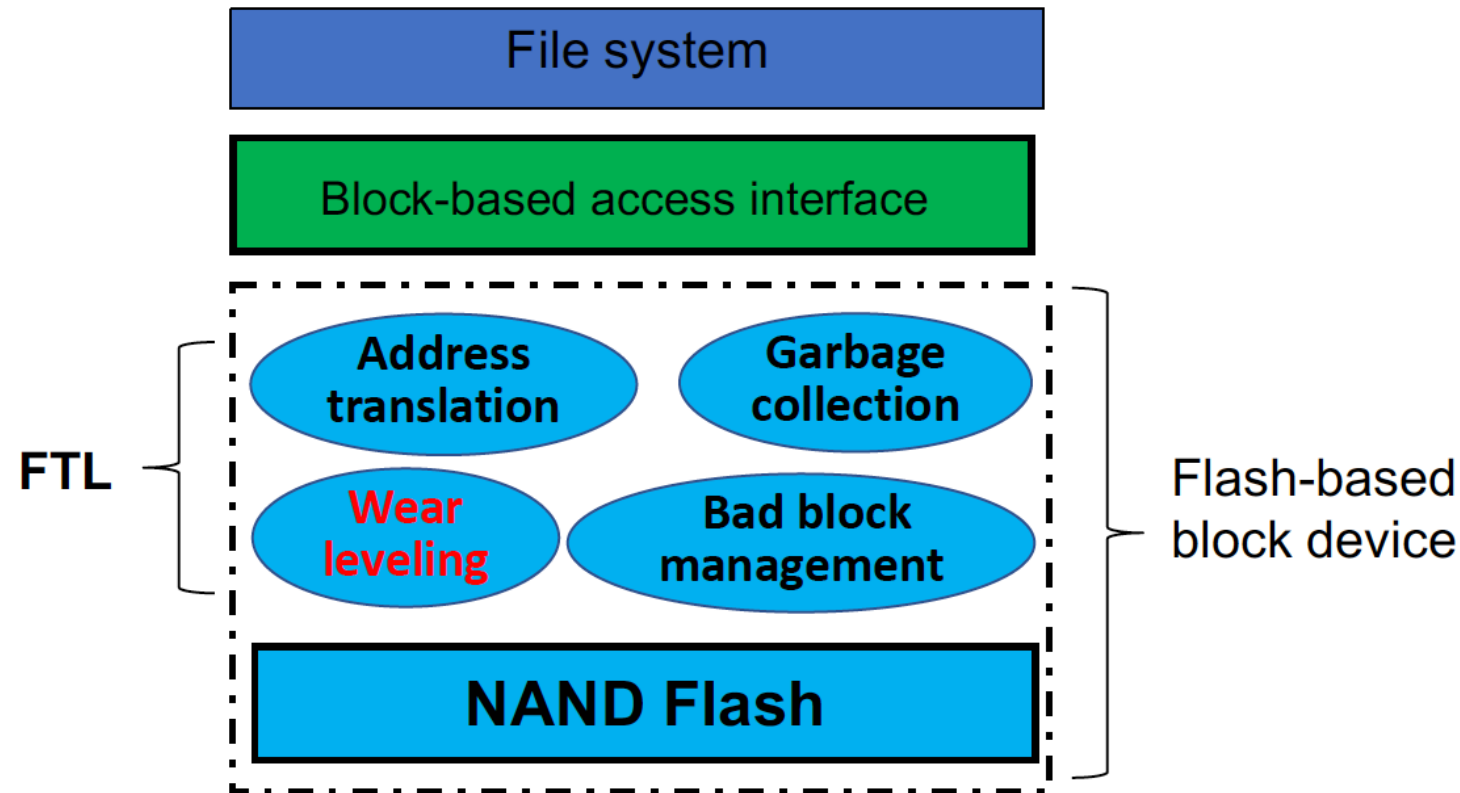 File system
Block-based access interface
Address
translation
Garbage
collection
FTL
Wear
leveling
Bad block
management
Flash-based
block device
NAND Flash